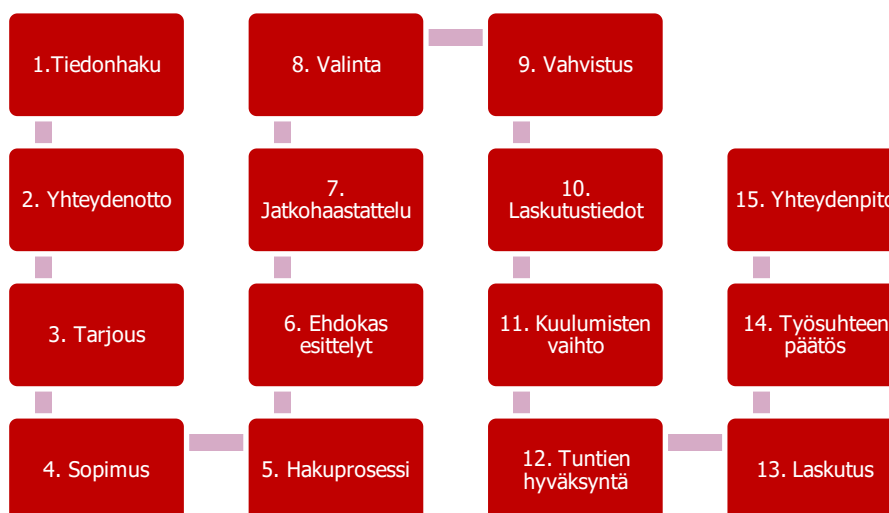 1.Tiedonhaku
2. Yhteydenotto
3. Tarjous
4. Sopimus
5. Hakuprosessi
6. Ehdokas
esittelyt
7.
Jatkohaastattelu
8. Valinta
9. Vahvistus
10.
Laskutustiedot
11. Kuulumisten
vaihto
12. Tuntien
hyväksyntä
13. Laskutus
14. Työsuhteen
päätös
15. Yhteydenpito